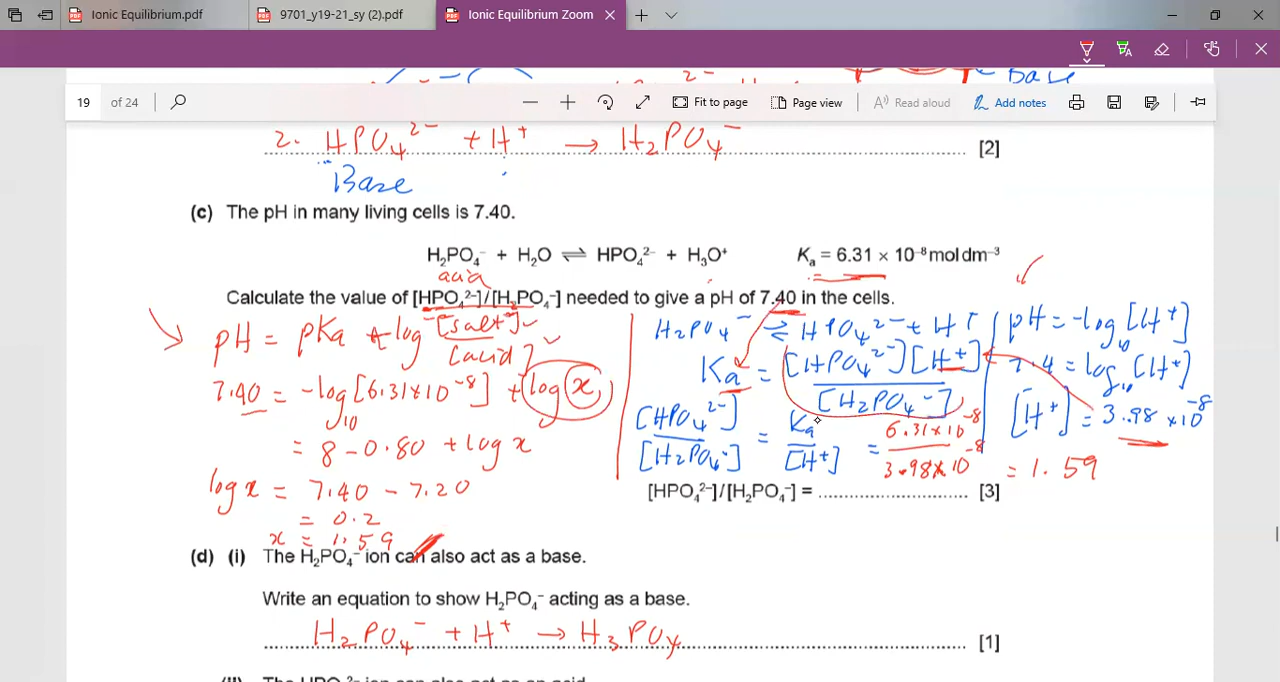 Ionic Equilibrium.pdf
9701_y19-21_sy (2).pdf
Ionic Equilibrium Zoom
19 of 24
Fit to page
Page view
Read aloud
Add notes
Base
2. HPO₄²⁻ + H⁺ → H₂PO₄⁻ [2]
Base
(c) The pH in many living cells is 7.40.
H₂PO₄⁻ + H₂O ⇌ HPO₄²⁻ + H₃O⁺ Kₐ = 6.31 × 10⁻⁸ mol dm⁻³
acid
Calculate the value of [HPO₄²⁻]/[H₂PO₄⁻] needed to give a pH of 7.40 in the cells.
pH = pKa + log [salt]/[acid]
7.40 = -log₁₀[6.31×10⁻⁸] + log x
= 8 - 0.80 + log x
log x = 7.40 - 7.20
= 0.2
x = 1.59
H₂PO₄⁻ ⇌ HPO₄²⁻ + H⁺
Ka = [HPO₄²⁻][H⁺]/[H₂PO₄⁻]
[HPO₄²⁻]/[H₂PO₄⁻] = Ka/[H⁺] = 6.31×10⁻⁸/3.98×10⁻⁸ = 1.59
pH = -log₁₀[H⁺]
7.4 = log₁₀[H⁺]
[H⁺] = 3.98 × 10⁻⁸
[HPO₄²⁻]/[H₂PO₄⁻] = .............................. [3]
(d) (i) The H₂PO₄⁻ ion can also act as a base.
Write an equation to show H₂PO₄⁻ acting as a base.
H₂PO₄⁻ + H⁺ → H₃PO₄ [1]